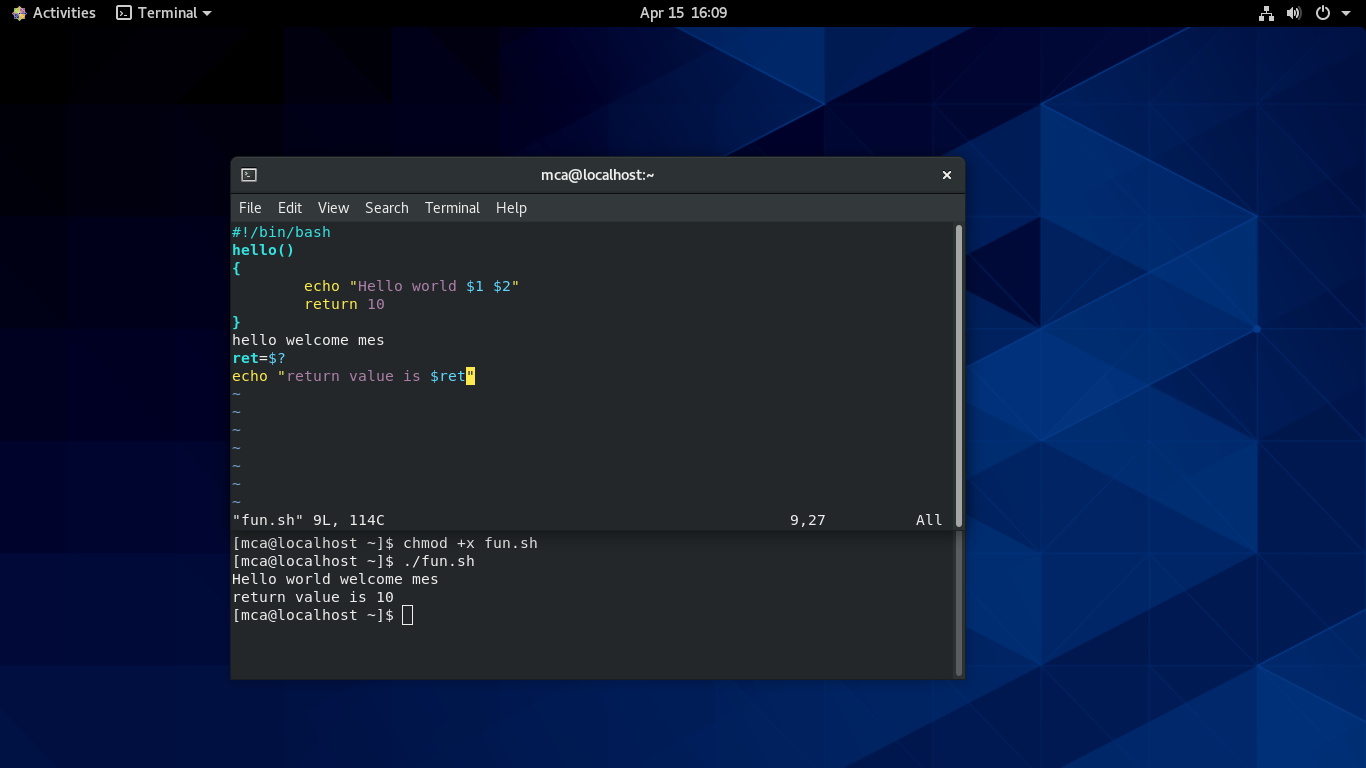 Activities Terminal Apr 15 16:09
mca@localhost:~
File Edit View Search Terminal Help
#!/bin/bash
hello()
{
        echo "Hello world $1 $2"
        return 10
}
hello welcome mes
ret=$?
echo "return value is $ret"
~
~
~
~
~
~
~
"fun.sh" 9L, 114C 9,27 All
[mca@localhost ~]$ chmod +x fun.sh
[mca@localhost ~]$ ./fun.sh
Hello world welcome mes
return value is 10
[mca@localhost ~]$